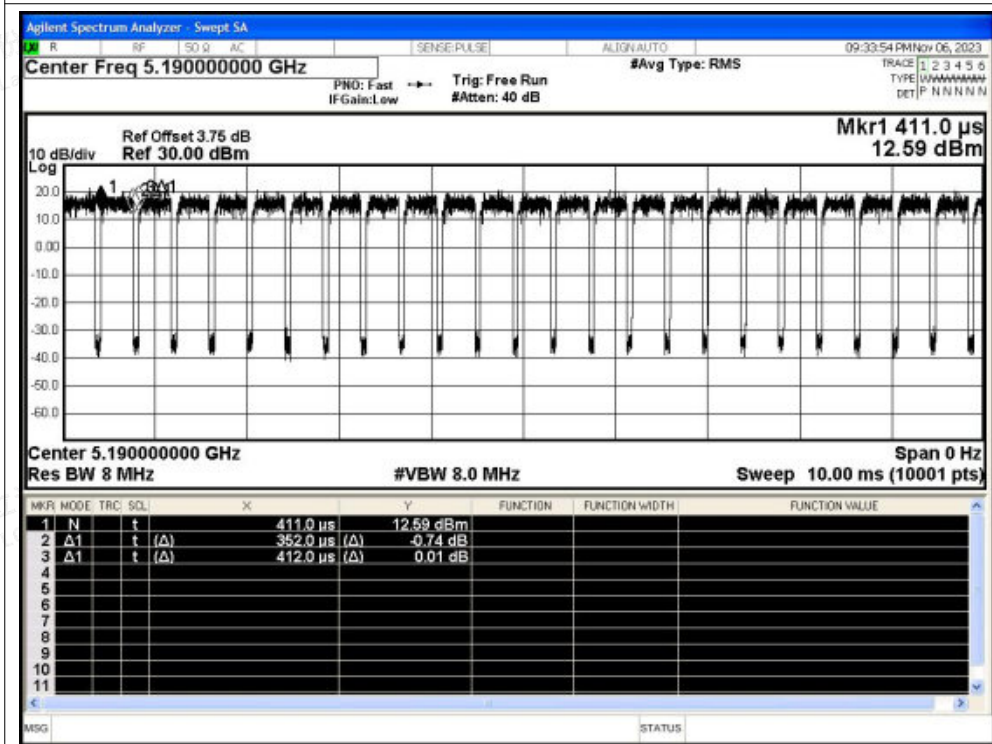 Agilent Spectrum Analyzer - Swept SA
R RF 50 Ω AC SENSE:PULSE ALIGNAUTO 09:33:54 PMNov 06, 2023
Center Freq 5.190000000 GHz #Avg Type: RMS TRACE 1 2 3 4 5 6
PNO: Fast Trig: Free Run TYPE
IFGain:Low #Atten: 40 dB DET P N N N N N
Mkr1 411.0 µs
Ref Offset 3.75 dB
10 dB/div Ref 30.00 dBm 12.59 dBm
Log
20.0
10.0
0.00
-10.0
-20.0
-30.0
-40.0
-50.0
-60.0
1
Center 5.190000000 GHz Span 0 Hz
Res BW 8 MHz #VBW 8.0 MHz Sweep 10.00 ms (10001 pts)
MKR MODE TRC SCL X Y FUNCTION FUNCTION WIDTH FUNCTION VALUE
1 N t 411.0 µs 12.59 dBm
2 Δ1 t (Δ) 352.0 µs (Δ) -0.74 dB
3 Δ1 t (Δ) 412.0 µs (Δ) 0.01 dB
4
5
6
7
8
9
10
11
MSG STATUS